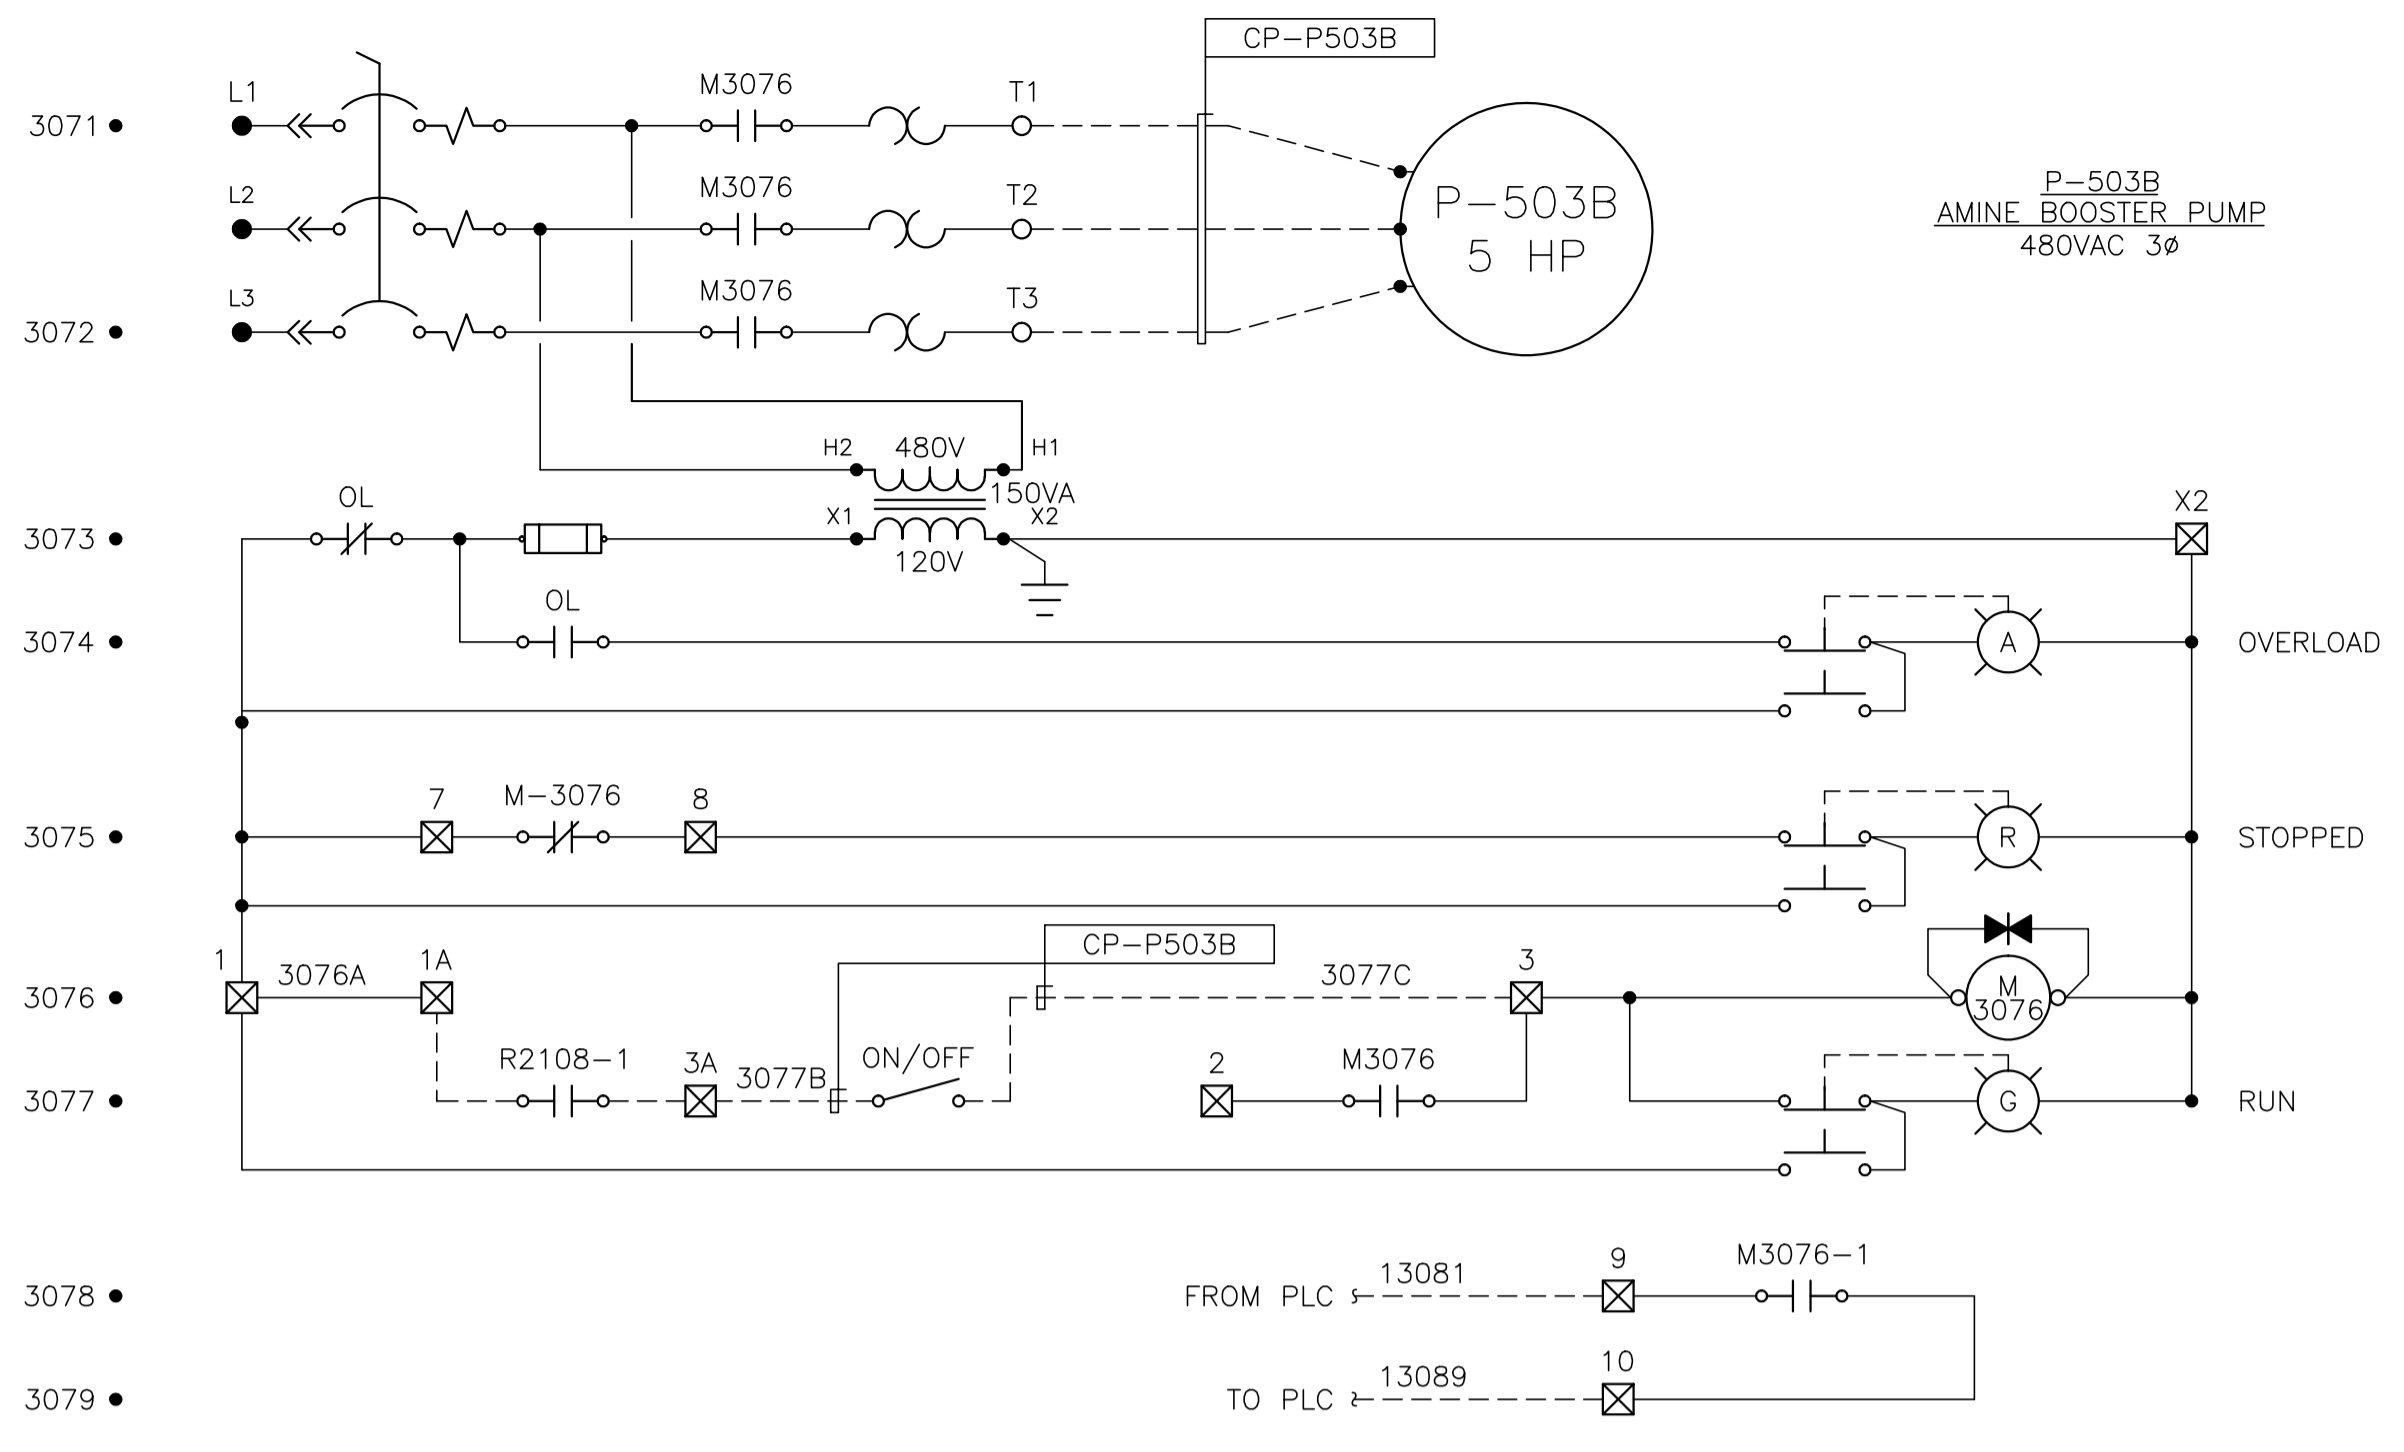 CP-P503B
L1
M3076
T1
3071
L2
M3076
T2
P-503B
5 HP
P-503B
AMINE BOOSTER PUMP
480VAC 3ø
L3
M3076
T3
3072
H2
480V
H1
150VA
OL
X1
X2
X2
3073
120V
OL
3074
A
OVERLOAD
7
M-3076
8
3075
R
STOPPED
1
3076A
1A
CP-P503B
3077C
3
3076
M
3076
R2108-1
3A
3077B
ON/OFF
2
M3076
3077
G
RUN
9
M3076-1
3078
FROM PLC
13081
10
3079
TO PLC
13089